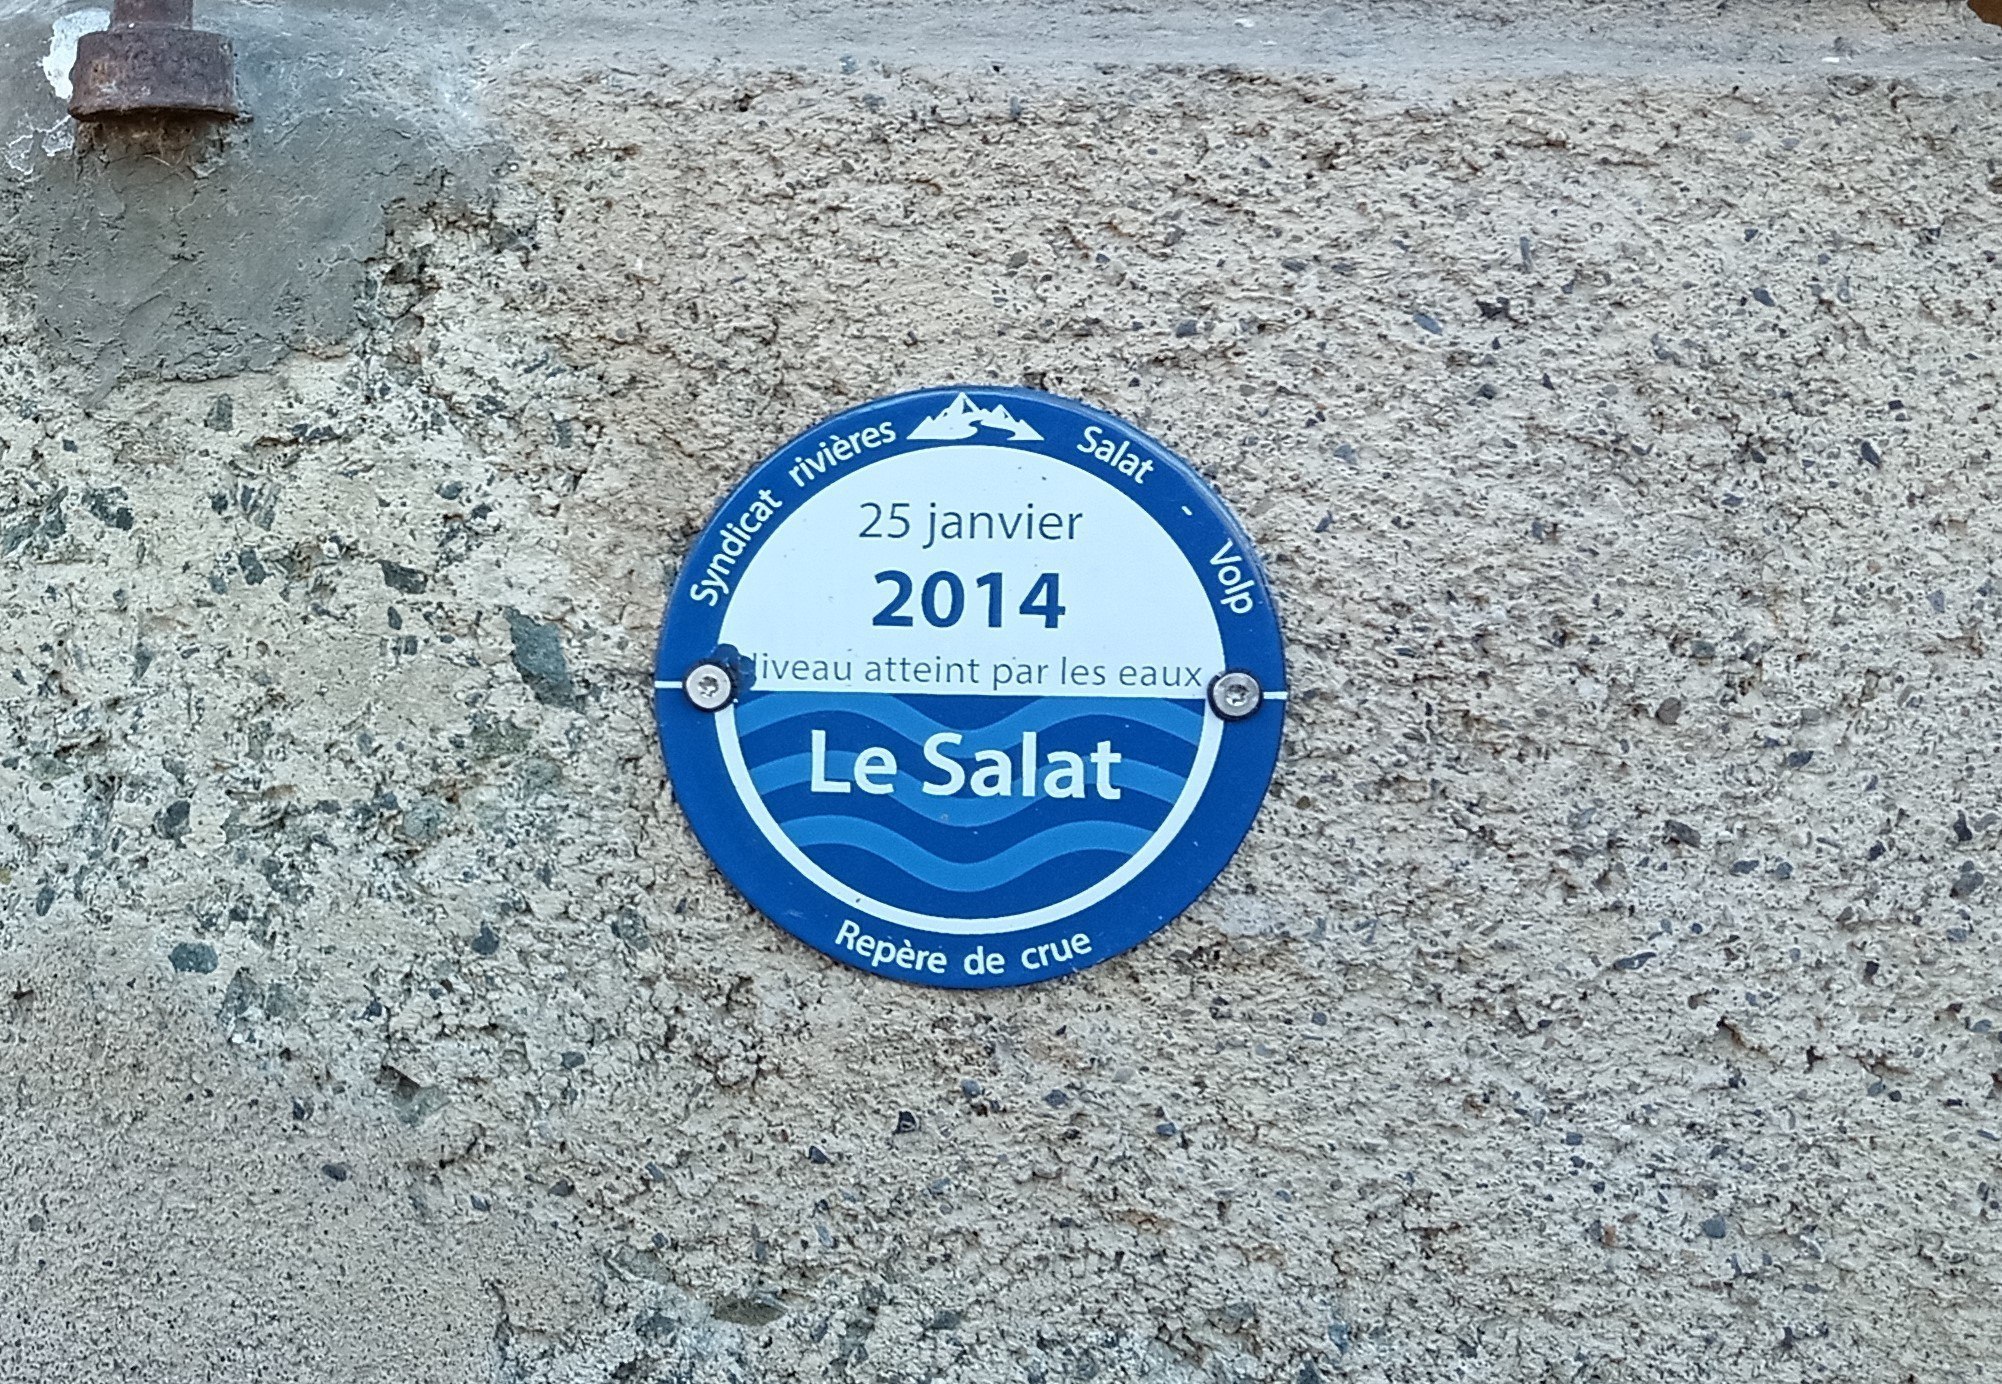 Syndicat rivières Salat - Volp
25 janvier
2014
Niveau atteint par les eaux
Le Salat
Repère de crue